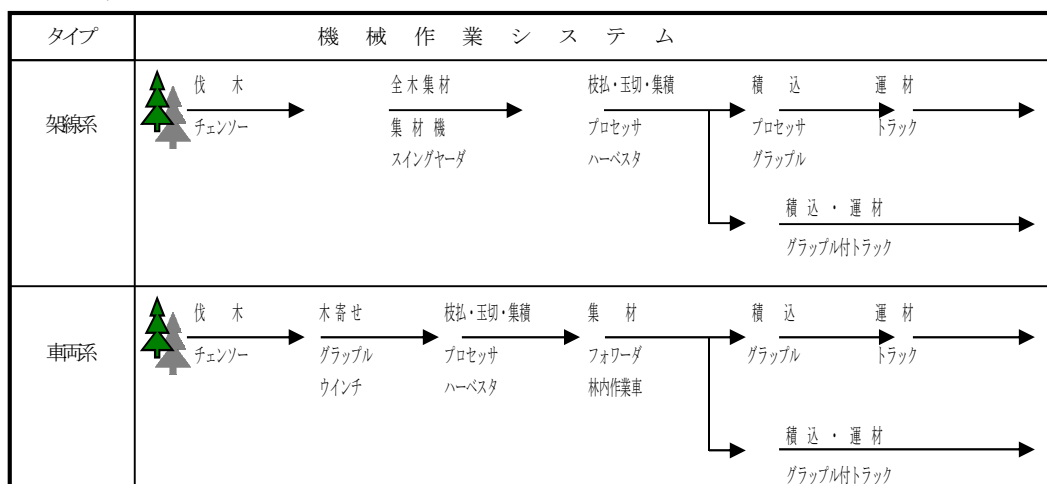 タイプ
機械作業システム
架線系
伐木
全木集材
枝払・玉切・集積
積込
運材
チェンソー
集材機
プロセッサ
プロセッサ
トラック
スイングヤーダ
ハーベスタ
グラップル
積込・運材
グラップル付トラック
車両系
伐木
木寄せ
枝払・玉切・集積
集材
積込
運材
チェンソー
グラップル
プロセッサ
フォワーダ
グラップル
トラック
ウインチ
ハーベスタ
林内作業車
積込・運材
グラップル付トラック